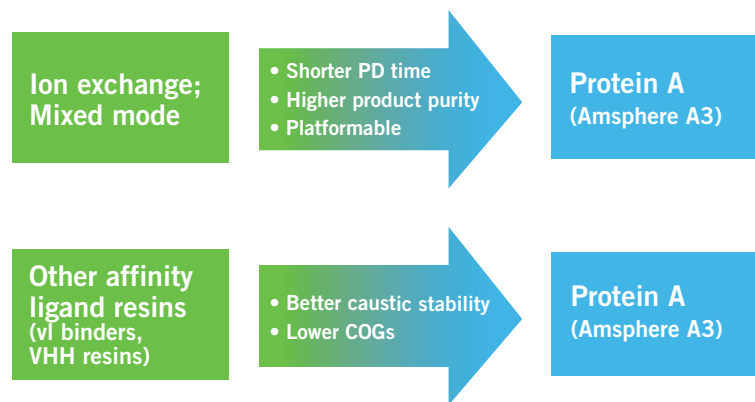 Ion exchange;
Mixed mode
• Shorter PD time
• Higher product purity
• Platformable
Protein A
(Amsphere A3)
Other affinity
ligand resins
(vl binders,
VHH resins)
• Better caustic stability
• Lower COGs
Protein A
(Amsphere A3)